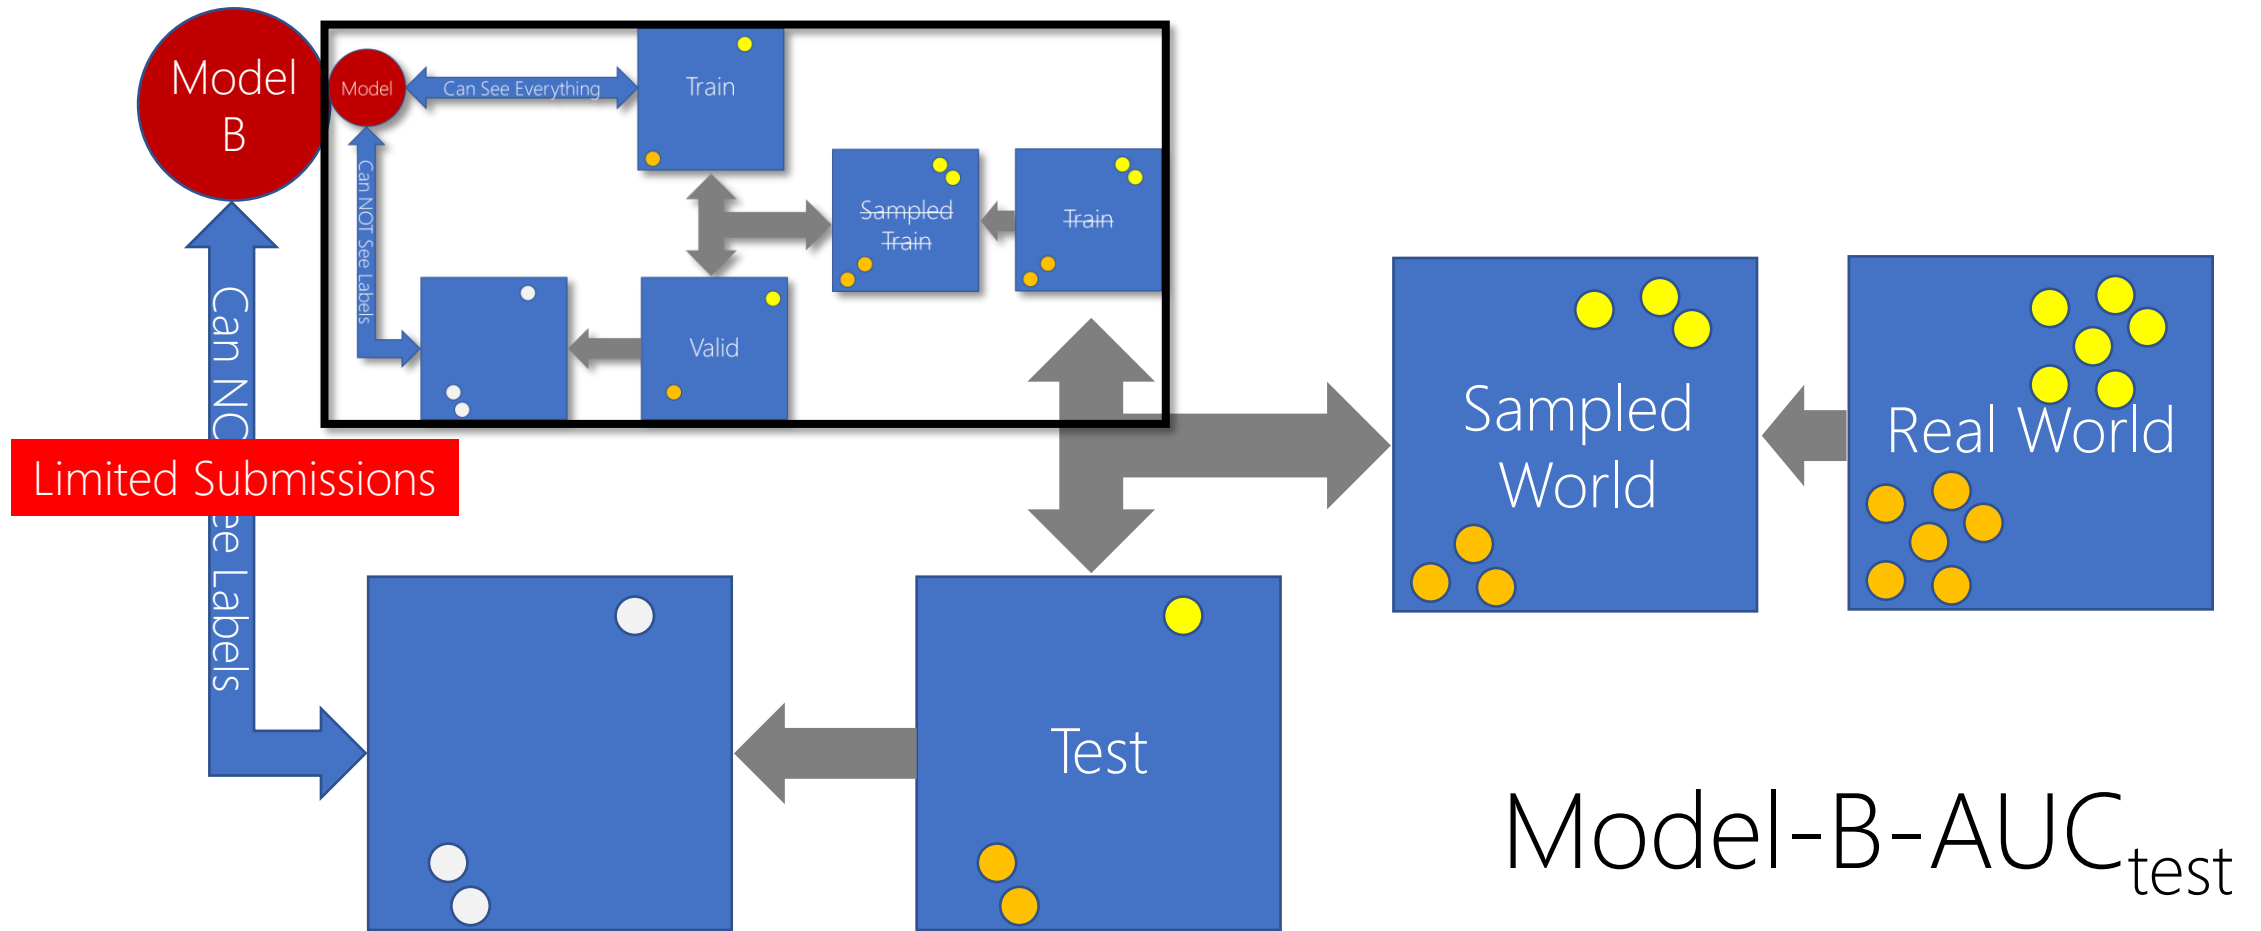 Model
B
Model
Can See Everything
Train
Can NOT See Labels
Sampled
Train
Train
Valid
Can NO
ee Labels
Limited Submissions
Sampled
World
Real World
Test
Model-B-AUCtest